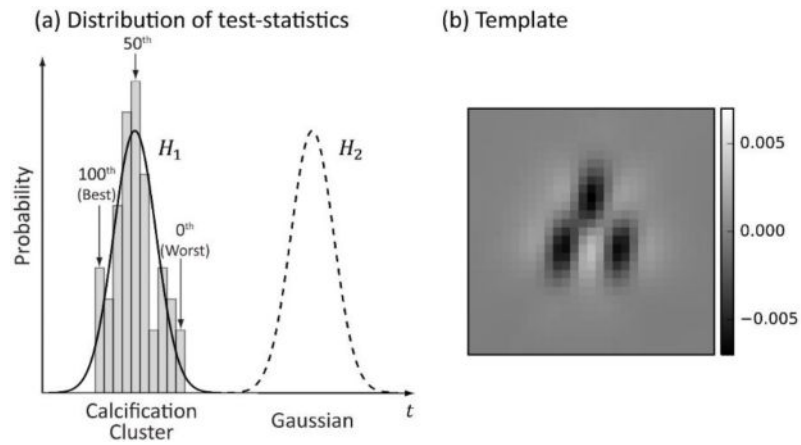 (a) Distribution of test-statistics
50th
H1
H2
100th
(Best)
0th
(Worst)
Probability
Calcification
Cluster
Gaussian
t
(b) Template
0.005
0.000
−0.005